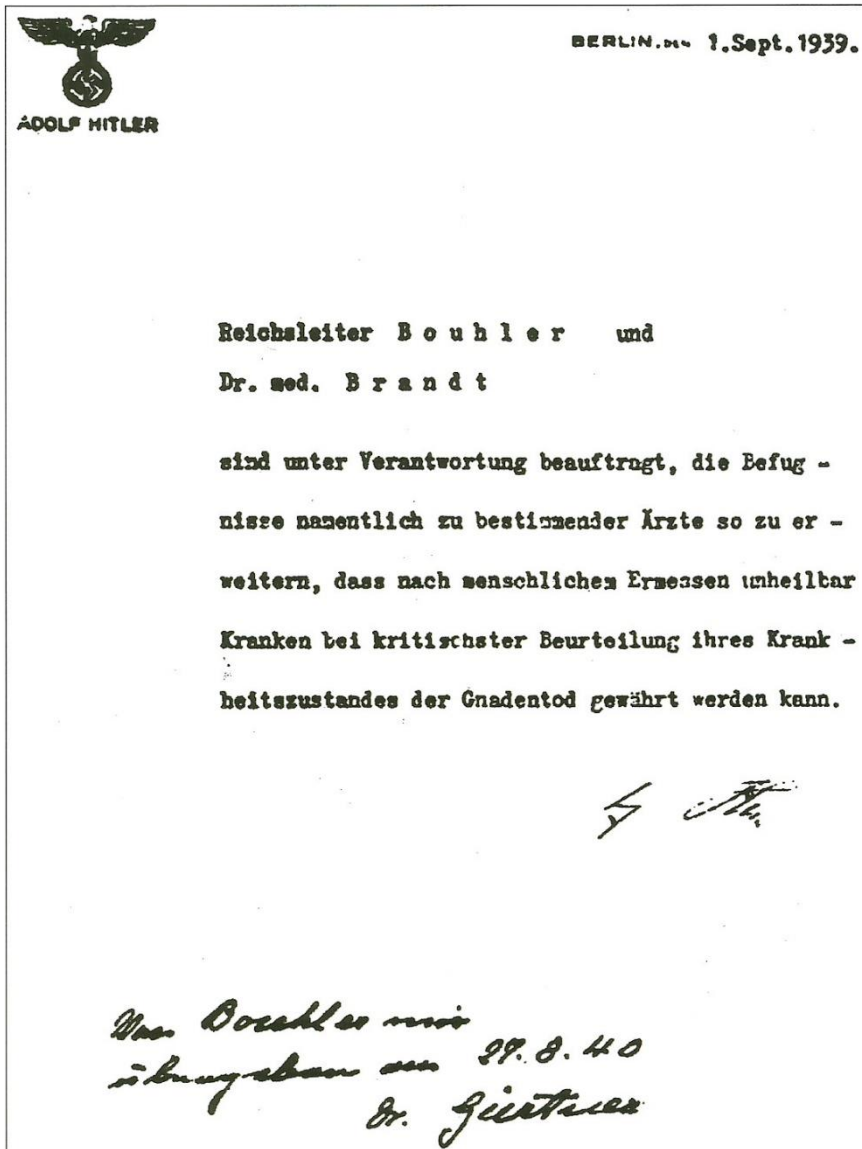 ADOLF HITLER
BERLIN, den 1.Sept.1939.
Reichsleiter B o u h l e r und
Dr. med. B r a n d t
sind unter Verantwortung beauftragt, die Befug -
nisse namentlich zu bestimmender Ärzte so zu er -
weitern, dass nach menschlichem Ermessen unheilbar
Kranken bei kritischster Beurteilung ihres Krank -
heitszustandes der Gnadentod gewährt werden kann.
Von Bouhler mir
übergeben am 27.8.40
Dr. Gürtner